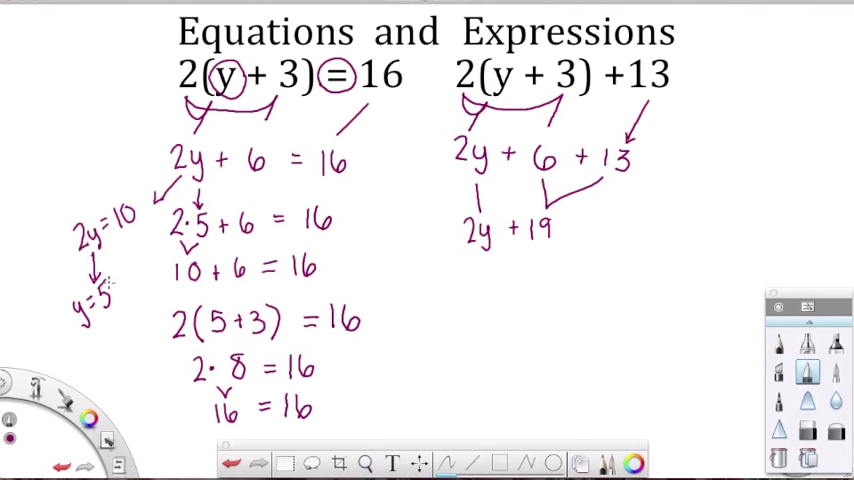 Equations and Expressions
2(y + 3) = 16
2y + 6 = 16
2y = 10
2·5 + 6 = 16
10 + 6 = 16
y = 5
2(5+3) = 16
2· 8 = 16
16 = 16
2(y + 3) +13
2y + 6 + 13
2y + 19
T